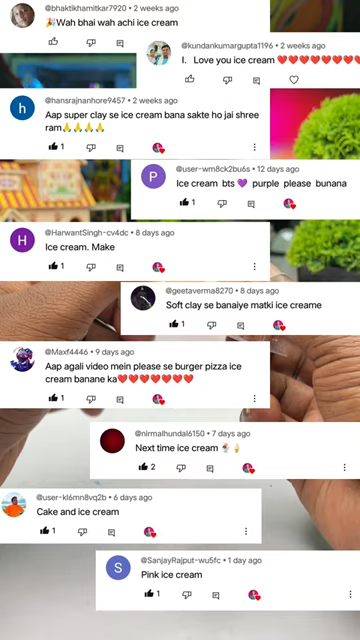 @bhaktikhamitkar7920 • 2 weeks ago
🎉Wah bhai wah achi ice cream
@kundankumargupta1196 • 2 weeks ago
I. Love you ice cream ❤️❤️❤️❤️❤️❤️❤️❤️
@hansrajnanhore9457 • 2 weeks ago
Aap super clay se ice cream bana sakte ho jai shree
ram🙏🙏🙏🙏
1
@user-wm8ck2bu6s • 12 days ago
Ice cream bts 💜 purple please bunana
1
@HarwantSingh-cv4dc • 8 days ago
Ice cream. Make
1
@geetaverma8270 • 8 days ago
Soft clay se banaiye matki ice creame
1
@Maxf4446 • 9 days ago
Aap agali video mein please se burger pizza ice
cream banane ka❤️❤️❤️❤️❤️❤️❤️
1
@nirmalhundal6150 • 7 days ago
Next time ice cream 🍨🍦
2
@user-kl6mn8vq2b • 6 days ago
Cake and ice cream
1
@SanjayRajput-wu5fc • 1 day ago
Pink ice cream
1